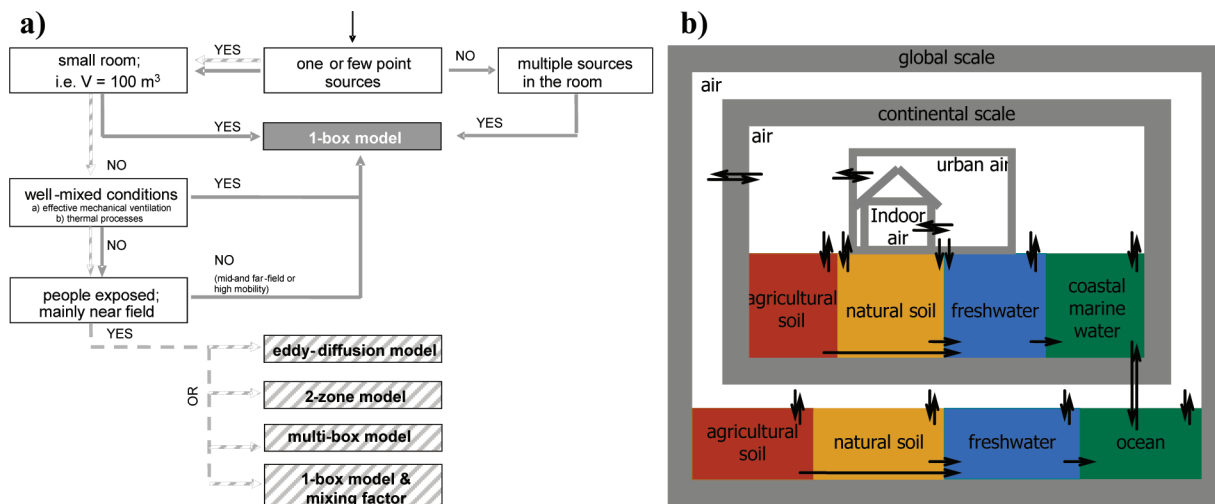 a)
YES
small room;
i.e. V = 100 m³
one or few point
sources
NO
multiple sources
in the room
YES
1-box model
YES
NO
well-mixed conditions
a) effective mechanical ventilation
b) thermal processes
YES
NO
NO
(mid-and far-field or
high mobility)
people exposed;
mainly near field
YES
OR
eddy-diffusion model
2-zone model
multi-box model
1-box model &
mixing factor
b)
global scale
air
continental scale
air
urban air
Indoor
air
agricultural
soil
natural soil
freshwater
coastal
marine
water
agricultural
soil
natural soil
freshwater
ocean